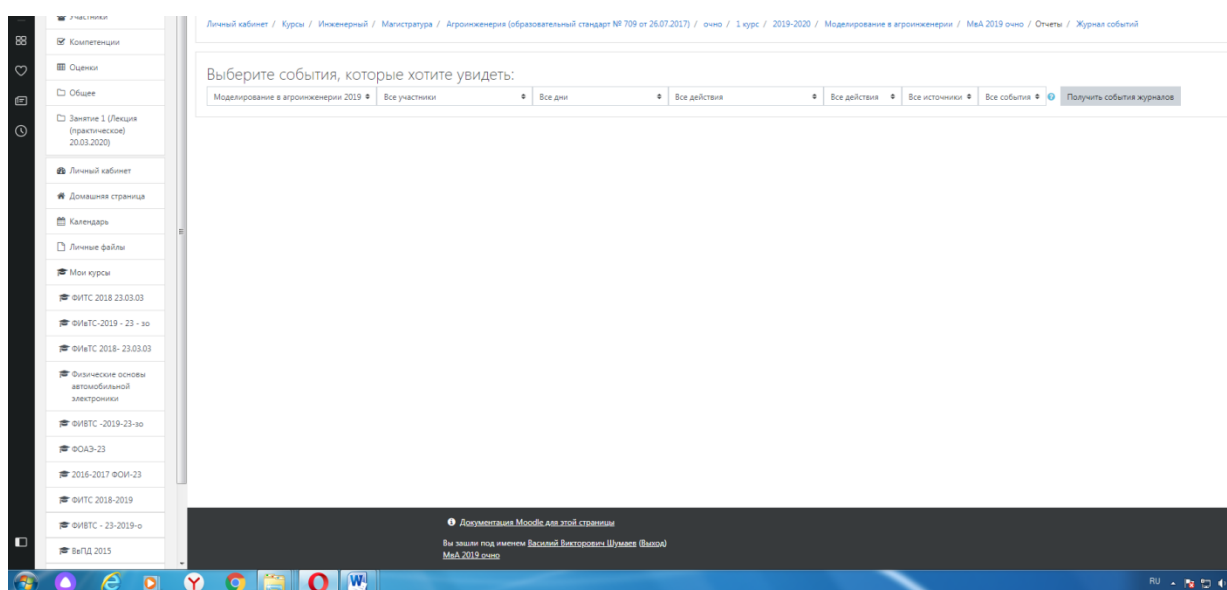 Участники
Компетенции
Оценки
Общее
Занятие 1 (Лекция
(практическое)
20.03.2020)
Личный кабинет
Домашняя страница
Календарь
Личные файлы
Мои курсы
ФИТС 2018 23.03.03
ФИвТС-2019 - 23 - зо
ФИвТС 2018- 23.03.03
Физические основы
автомобильной
электроники
ФИВТС -2019-23-зо
ФОАЭ-23
2016-2017 ФОИ-23
ФИТС 2018-2019
ФИВТС - 23-2019-о
ВвПД 2015
Личный кабинет / Курсы / Инженерный / Магистратура / Агроинженерия (образовательный стандарт № 709 от 26.07.2017) / очно / 1 курс / 2019-2020 / Моделирование в агроинженерии / МвА 2019 очно / Отчеты / Журнал событий
Выберите события, которые хотите увидеть:
Моделирование в агроинженерии 2019 Все участники Все дни Все действия Все действия Все источники Все события Получить события журналов
Документация Moodle для этой страницы
Вы зашли под именем Василий Викторович Шумаев (Выход)
МвА 2019 очно
RU